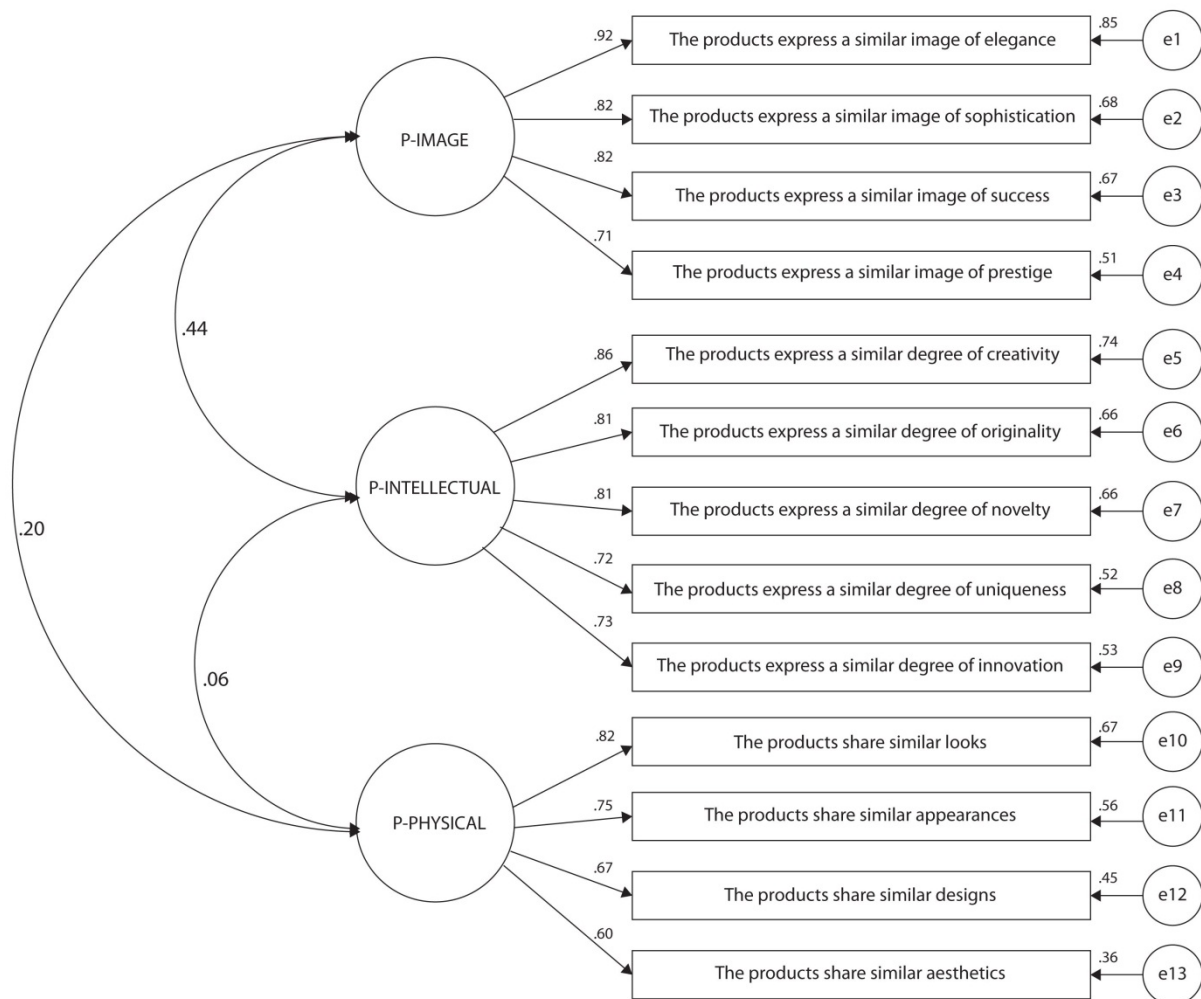 .92
The products express a similar image of elegance
.85
e1
.82
The products express a similar image of sophistication
.68
e2
P-IMAGE
.82
The products express a similar image of success
.67
e3
.71
The products express a similar image of prestige
.51
e4
.44
.86
The products express a similar degree of creativity
.74
e5
.81
The products express a similar degree of originality
.66
e6
P-INTELLECTUAL
.81
The products express a similar degree of novelty
.66
e7
.20
.72
The products express a similar degree of uniqueness
.52
e8
.73
The products express a similar degree of innovation
.53
e9
.06
.82
The products share similar looks
.67
e10
P-PHYSICAL
.75
The products share similar appearances
.56
e11
.67
The products share similar designs
.45
e12
.60
The products share similar aesthetics
.36
e13